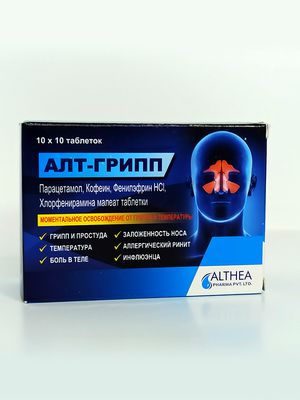 10 x 10 таблеток
АЛТ-ГРИПП
Парацетамол, Кофеин, Фенилэфрин HCl,
Хлорфенирамина малеат таблетки
МОМЕНТАЛЬНОЕ ОСВОБОЖДЕНИЕ ОТ ГРИППА И ТЕМПЕРАТУРЫ
ГРИПП И ПРОСТУДА
ТЕМПЕРАТУРА
БОЛЬ В ТЕЛЕ
ЗАЛОЖЕННОСТЬ НОСА
АЛЛЕРГИЧЕСКИЙ РИНИТ
ИНФЛЮЭНЦА
ALTHEA
PHARMA PVT. LTD.